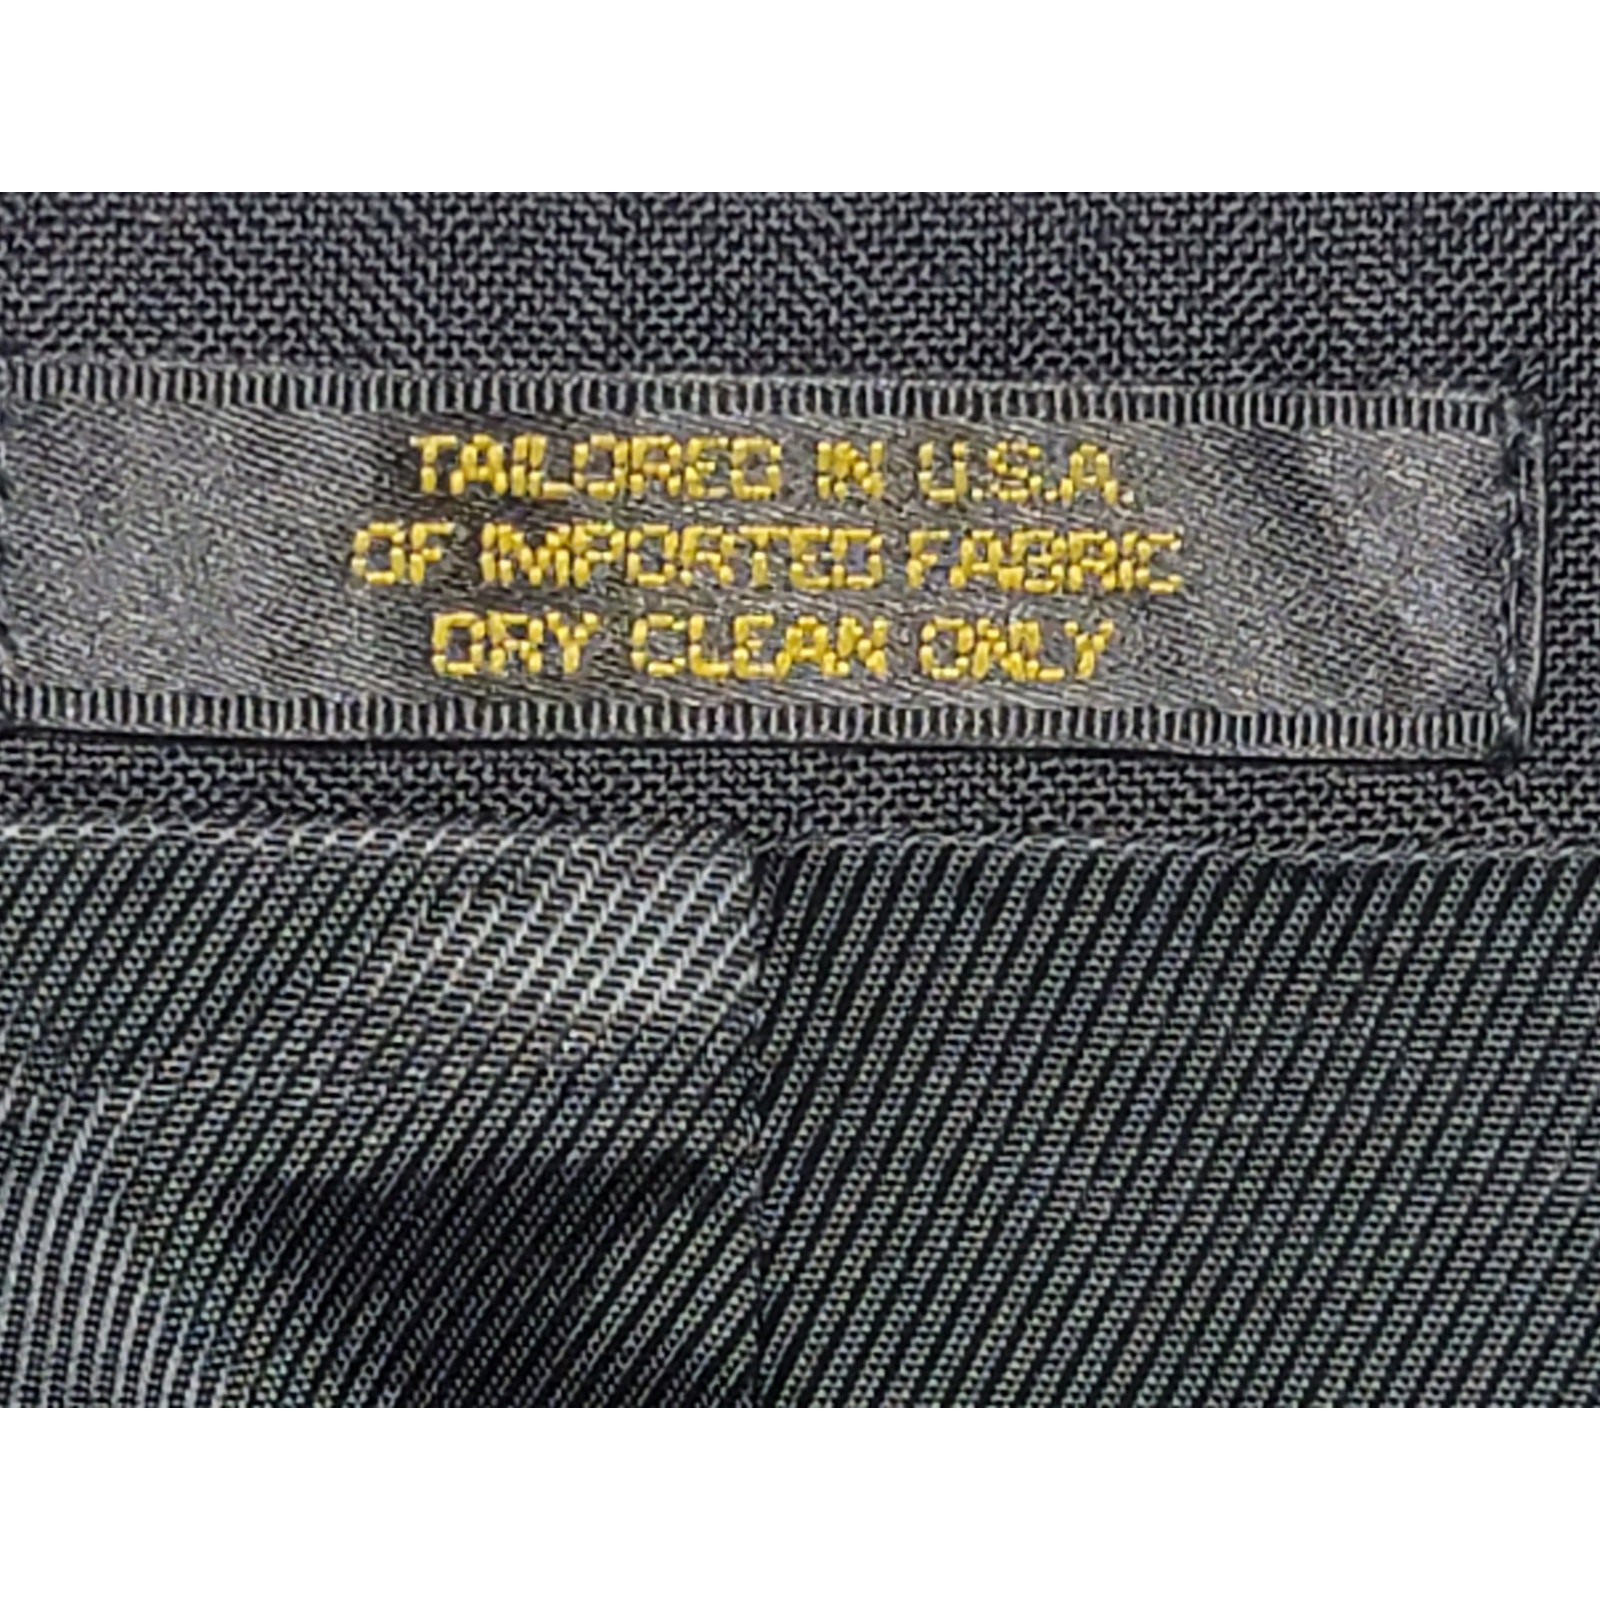 TAILORED IN U.S.A.
OF IMPORTED FABRIC
DRY CLEAN ONLY